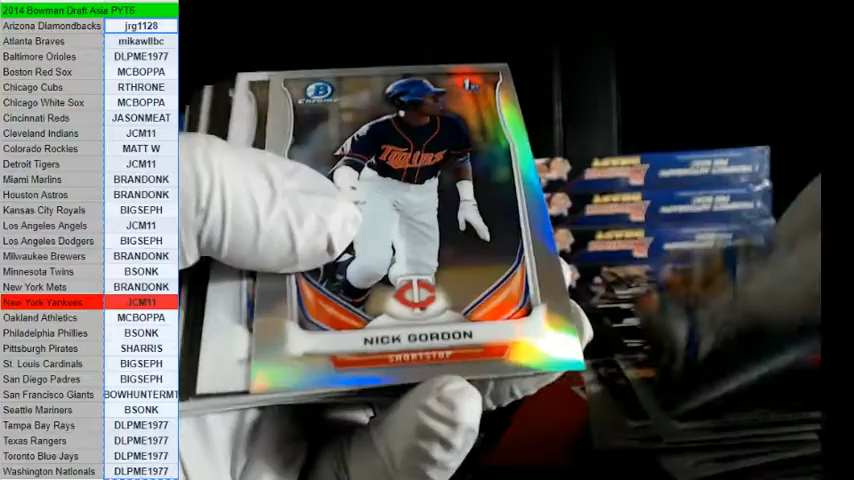 2014 Bowman Draft Asia PYT5
Arizona Diamondbacks jrg1128
Atlanta Braves mikawllbc
Baltimore Orioles DLPME1977
Boston Red Sox MCBOPPA
Chicago Cubs RTHRONE
Chicago White Sox MCBOPPA
Cincinnati Reds JASONMEAT
Cleveland Indians JCM11
Colorado Rockies MATT W
Detroit Tigers JCM11
Miami Marlins BRANDONK
Houston Astros BRANDONK
Kansas City Royals BIGSEPH
Los Angeles Angels JCM11
Los Angeles Dodgers BIGSEPH
Milwaukee Brewers BRANDONK
Minnesota Twins BSONK
New York Mets BRANDONK
New York Yankees JCM11
Oakland Athletics MCBOPPA
Philadelphia Phillies BSONK
Pittsburgh Pirates SHARRIS
St. Louis Cardinals BIGSEPH
San Diego Padres BIGSEPH
San Francisco Giants BOWHUNTERMT
Seattle Mariners BSONK
Tampa Bay Rays DLPME1977
Texas Rangers DLPME1977
Toronto Blue Jays DLPME1977
Washington Nationals DLPME1977
B
Chrome
1st
Twins
C
NICK GORDON
SHORTSTOP